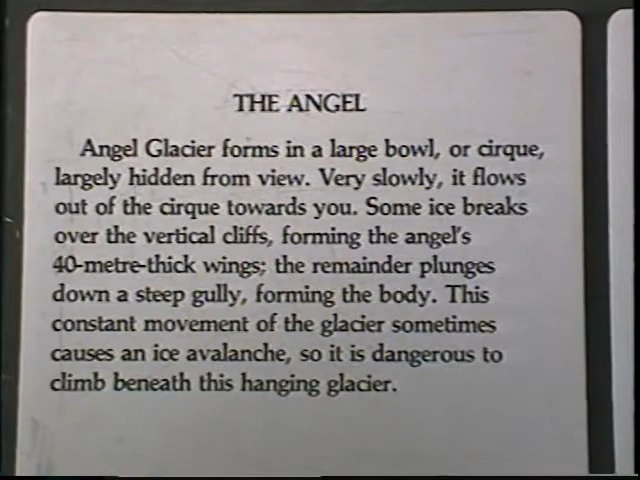 THE ANGEL
Angel Glacier forms in a large bowl, or cirque,
largely hidden from view. Very slowly, it flows
out of the cirque towards you. Some ice breaks
over the vertical cliffs, forming the angel's
40-metre-thick wings; the remainder plunges
down a steep gully, forming the body. This
constant movement of the glacier sometimes
causes an ice avalanche, so it is dangerous to
climb beneath this hanging glacier.